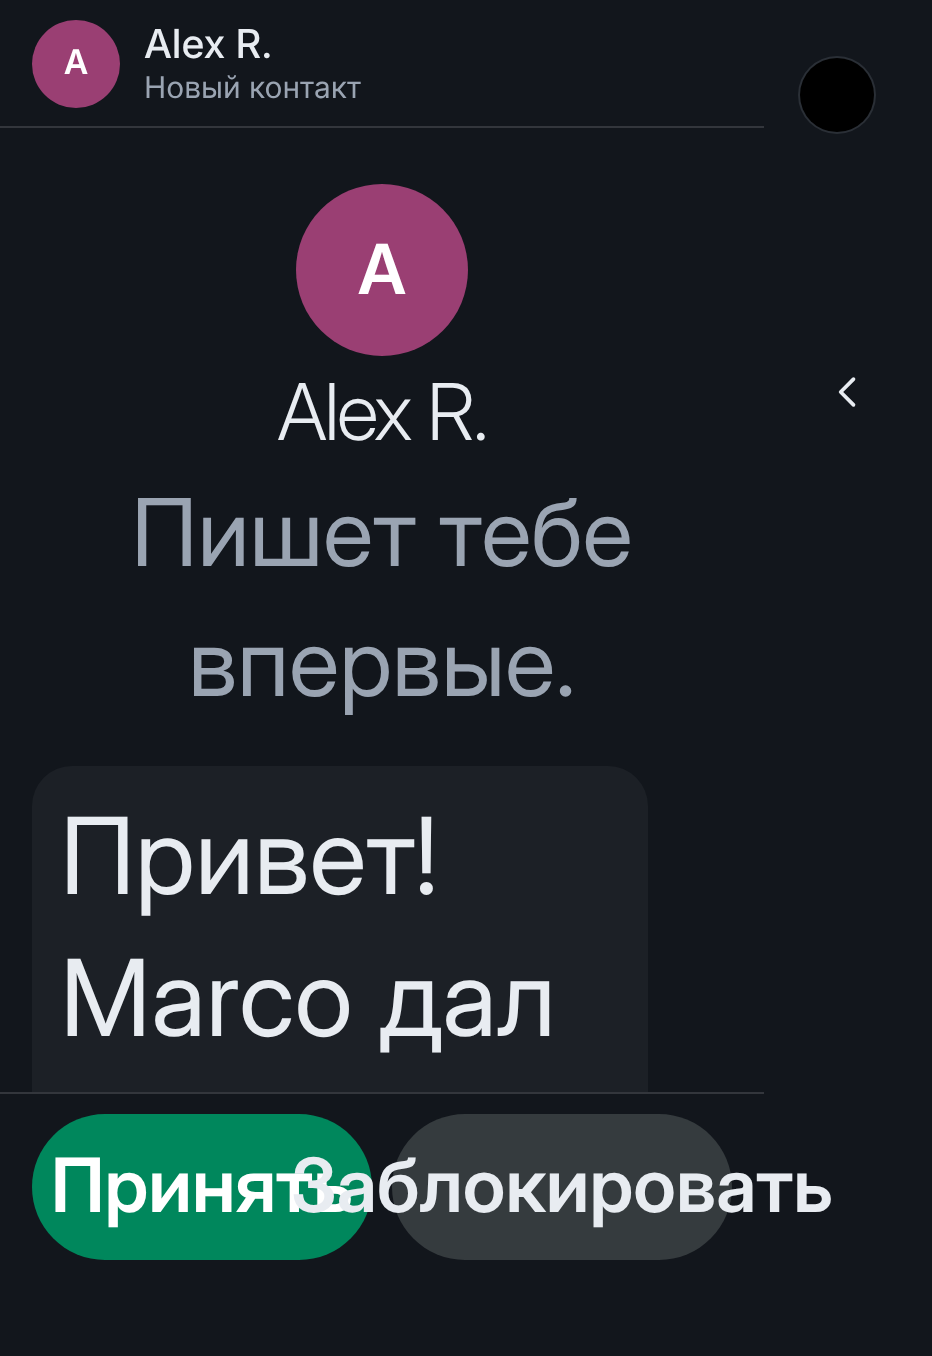 A
Alex R.
Новый контакт
A
Alex R.
Пишет тебе
впервые.
Привет!
Marco дал
Принять
Заблокировать